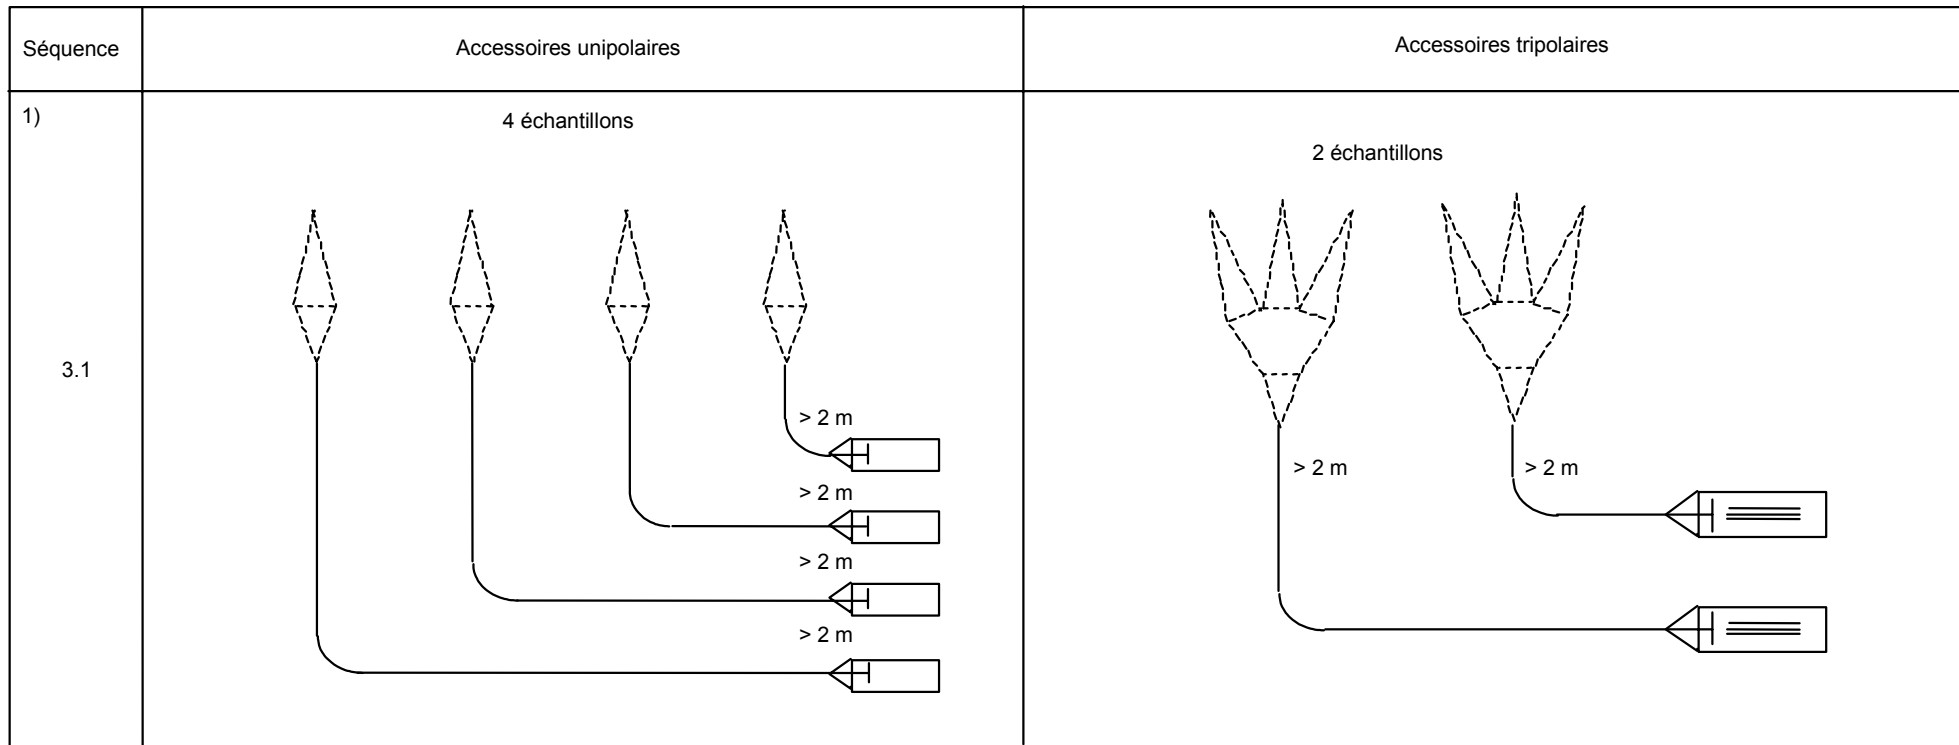 Séquence
Accessoires unipolaires
Accessoires tripolaires
1)
3.1
4 échantillons
> 2 m
> 2 m
> 2 m
> 2 m
2 échantillons
> 2 m
> 2 m